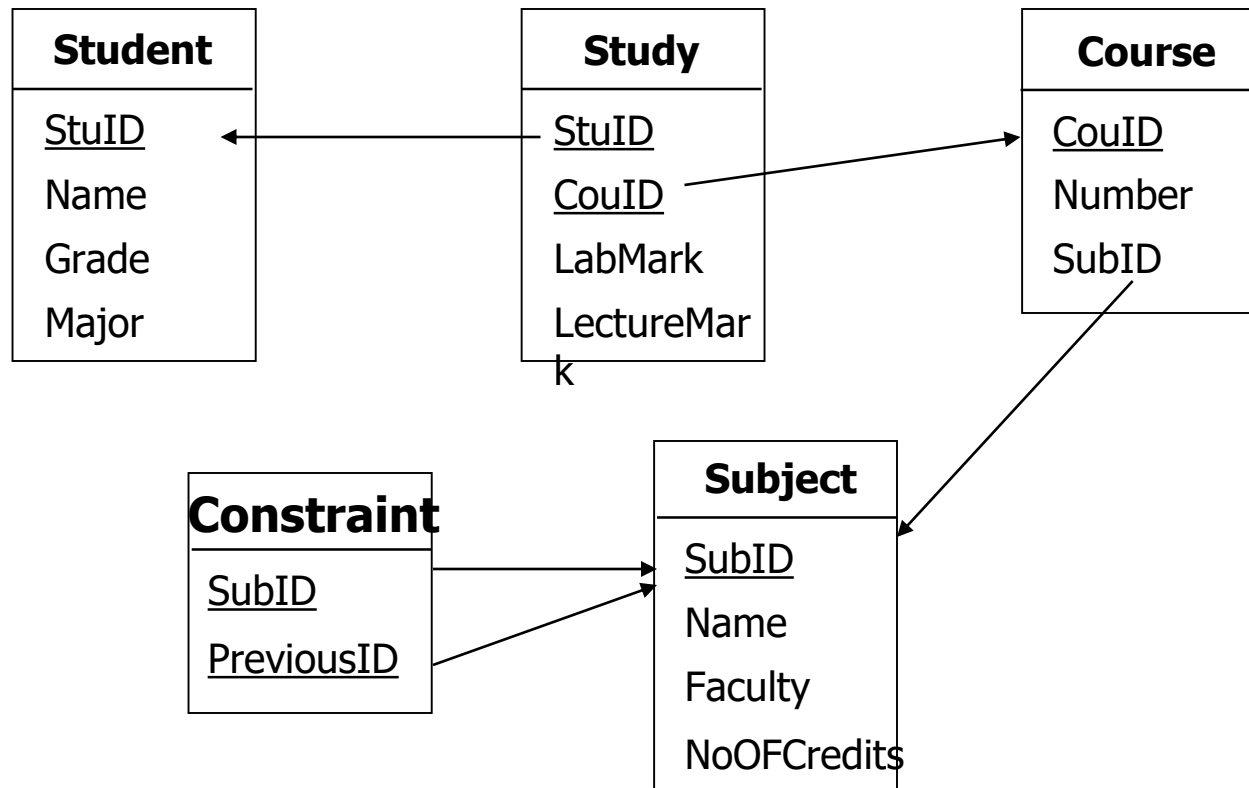 Student
StuID
Name
Grade
Major
Study
StuID
CouID
LabMark
LectureMar
k
Course
CouID
Number
SubID
Constraint
SubID
PreviousID
Subject
SubID
Name
Faculty
NoOFCredits